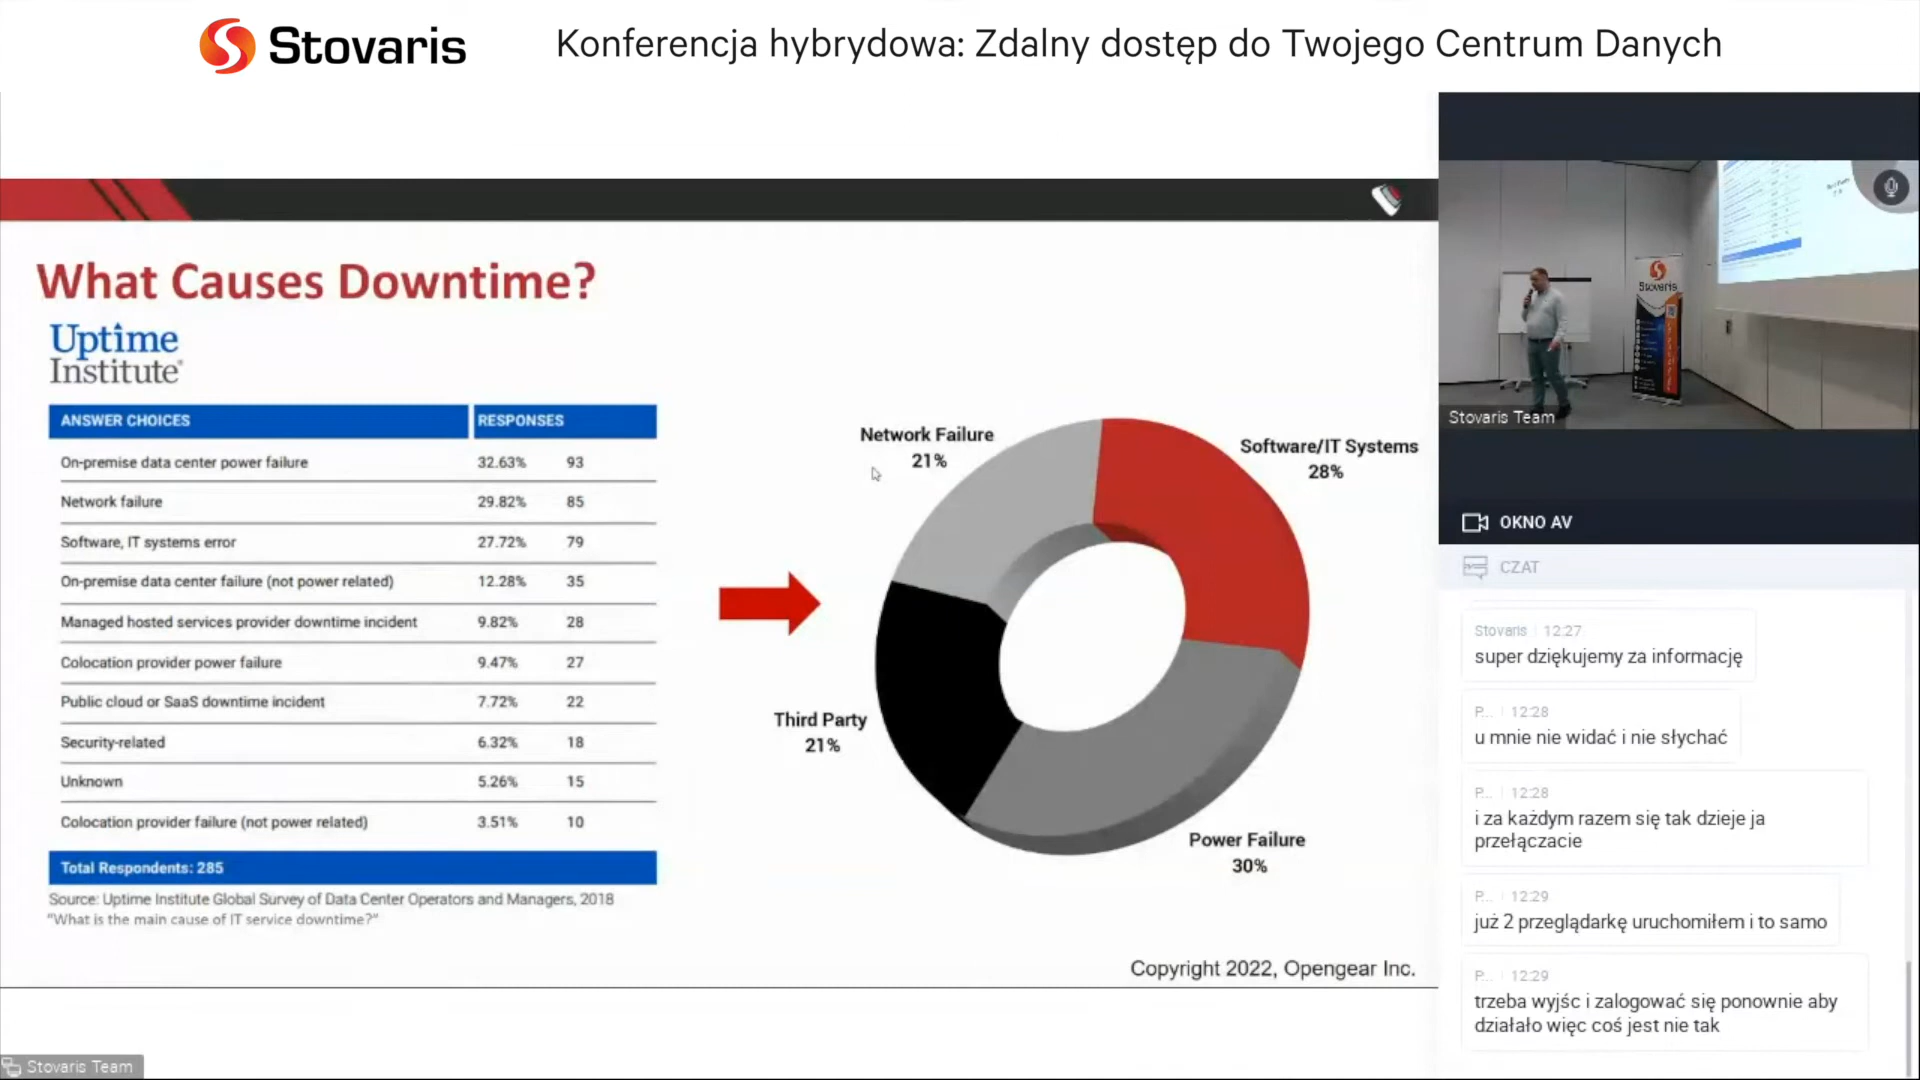 Stovaris
Konferencja hybrydowa: Zdalny dostęp do Twojego Centrum Danych
What Causes Downtime?
Uptime
Institute
ANSWER CHOICES RESPONSES
On-premise data center power failure 32.63% 93
Network failure 29.82% 85
Software, IT systems error 27.72% 79
On-premise data center failure (not power related) 12.28% 35
Managed hosted services provider downtime incident 9.82% 28
Colocation provider power failure 9.47% 27
Public cloud or SaaS downtime incident 7.72% 22
Security-related 6.32% 18
Unknown 5.26% 15
Colocation provider failure (not power related) 3.51% 10
Total Respondents: 285
Source: Uptime Institute Global Survey of Data Center Operators and Managers, 2018
"What is the main cause of IT service downtime?"
Network Failure
21%
Software/IT Systems
28%
Third Party
21%
Power Failure
30%
Copyright 2022, Opengear Inc.
Stovaris Team
Stovaris
Stovaris Team
OKNO AV
CZAT
Stovaris 12:27
super dziękujemy za informację
P... 12:28
u mnie nie widać i nie słychać
P... 12:28
i za każdym razem się tak dzieje ja
przełączacie
P... 12:29
już 2 przeglądarkę uruchomiłem i to samo
P... 12:29
trzeba wyjśc i zalogować się ponownie aby
działało więc coś jest nie tak